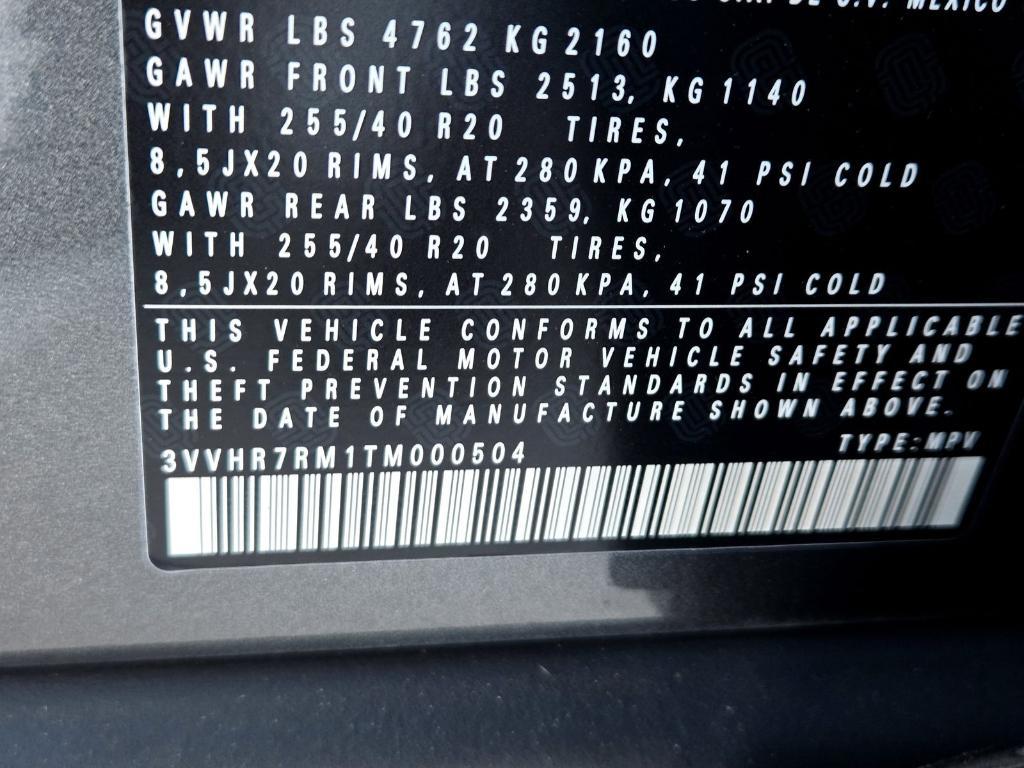 DE C.V. MEXICO
GVWR LBS 4762 KG 2160
GAWR FRONT LBS 2513, KG 1140
WITH 255/40 R20 TIRES,
8,5JX20 RIMS, AT 280 KPA, 41 PSI COLD
GAWR REAR LBS 2359, KG 1070
WITH 255/40 R20 TIRES,
8,5JX20 RIMS, AT 280 KPA, 41 PSI COLD
THIS VEHICLE CONFORMS TO ALL APPLICABLE
U.S. FEDERAL MOTOR VEHICLE SAFETY AND
THEFT PREVENTION STANDARDS IN EFFECT ON
THE DATE OF MANUFACTURE SHOWN ABOVE.
TYPE:MPV
3VVHR7RM1TM000504